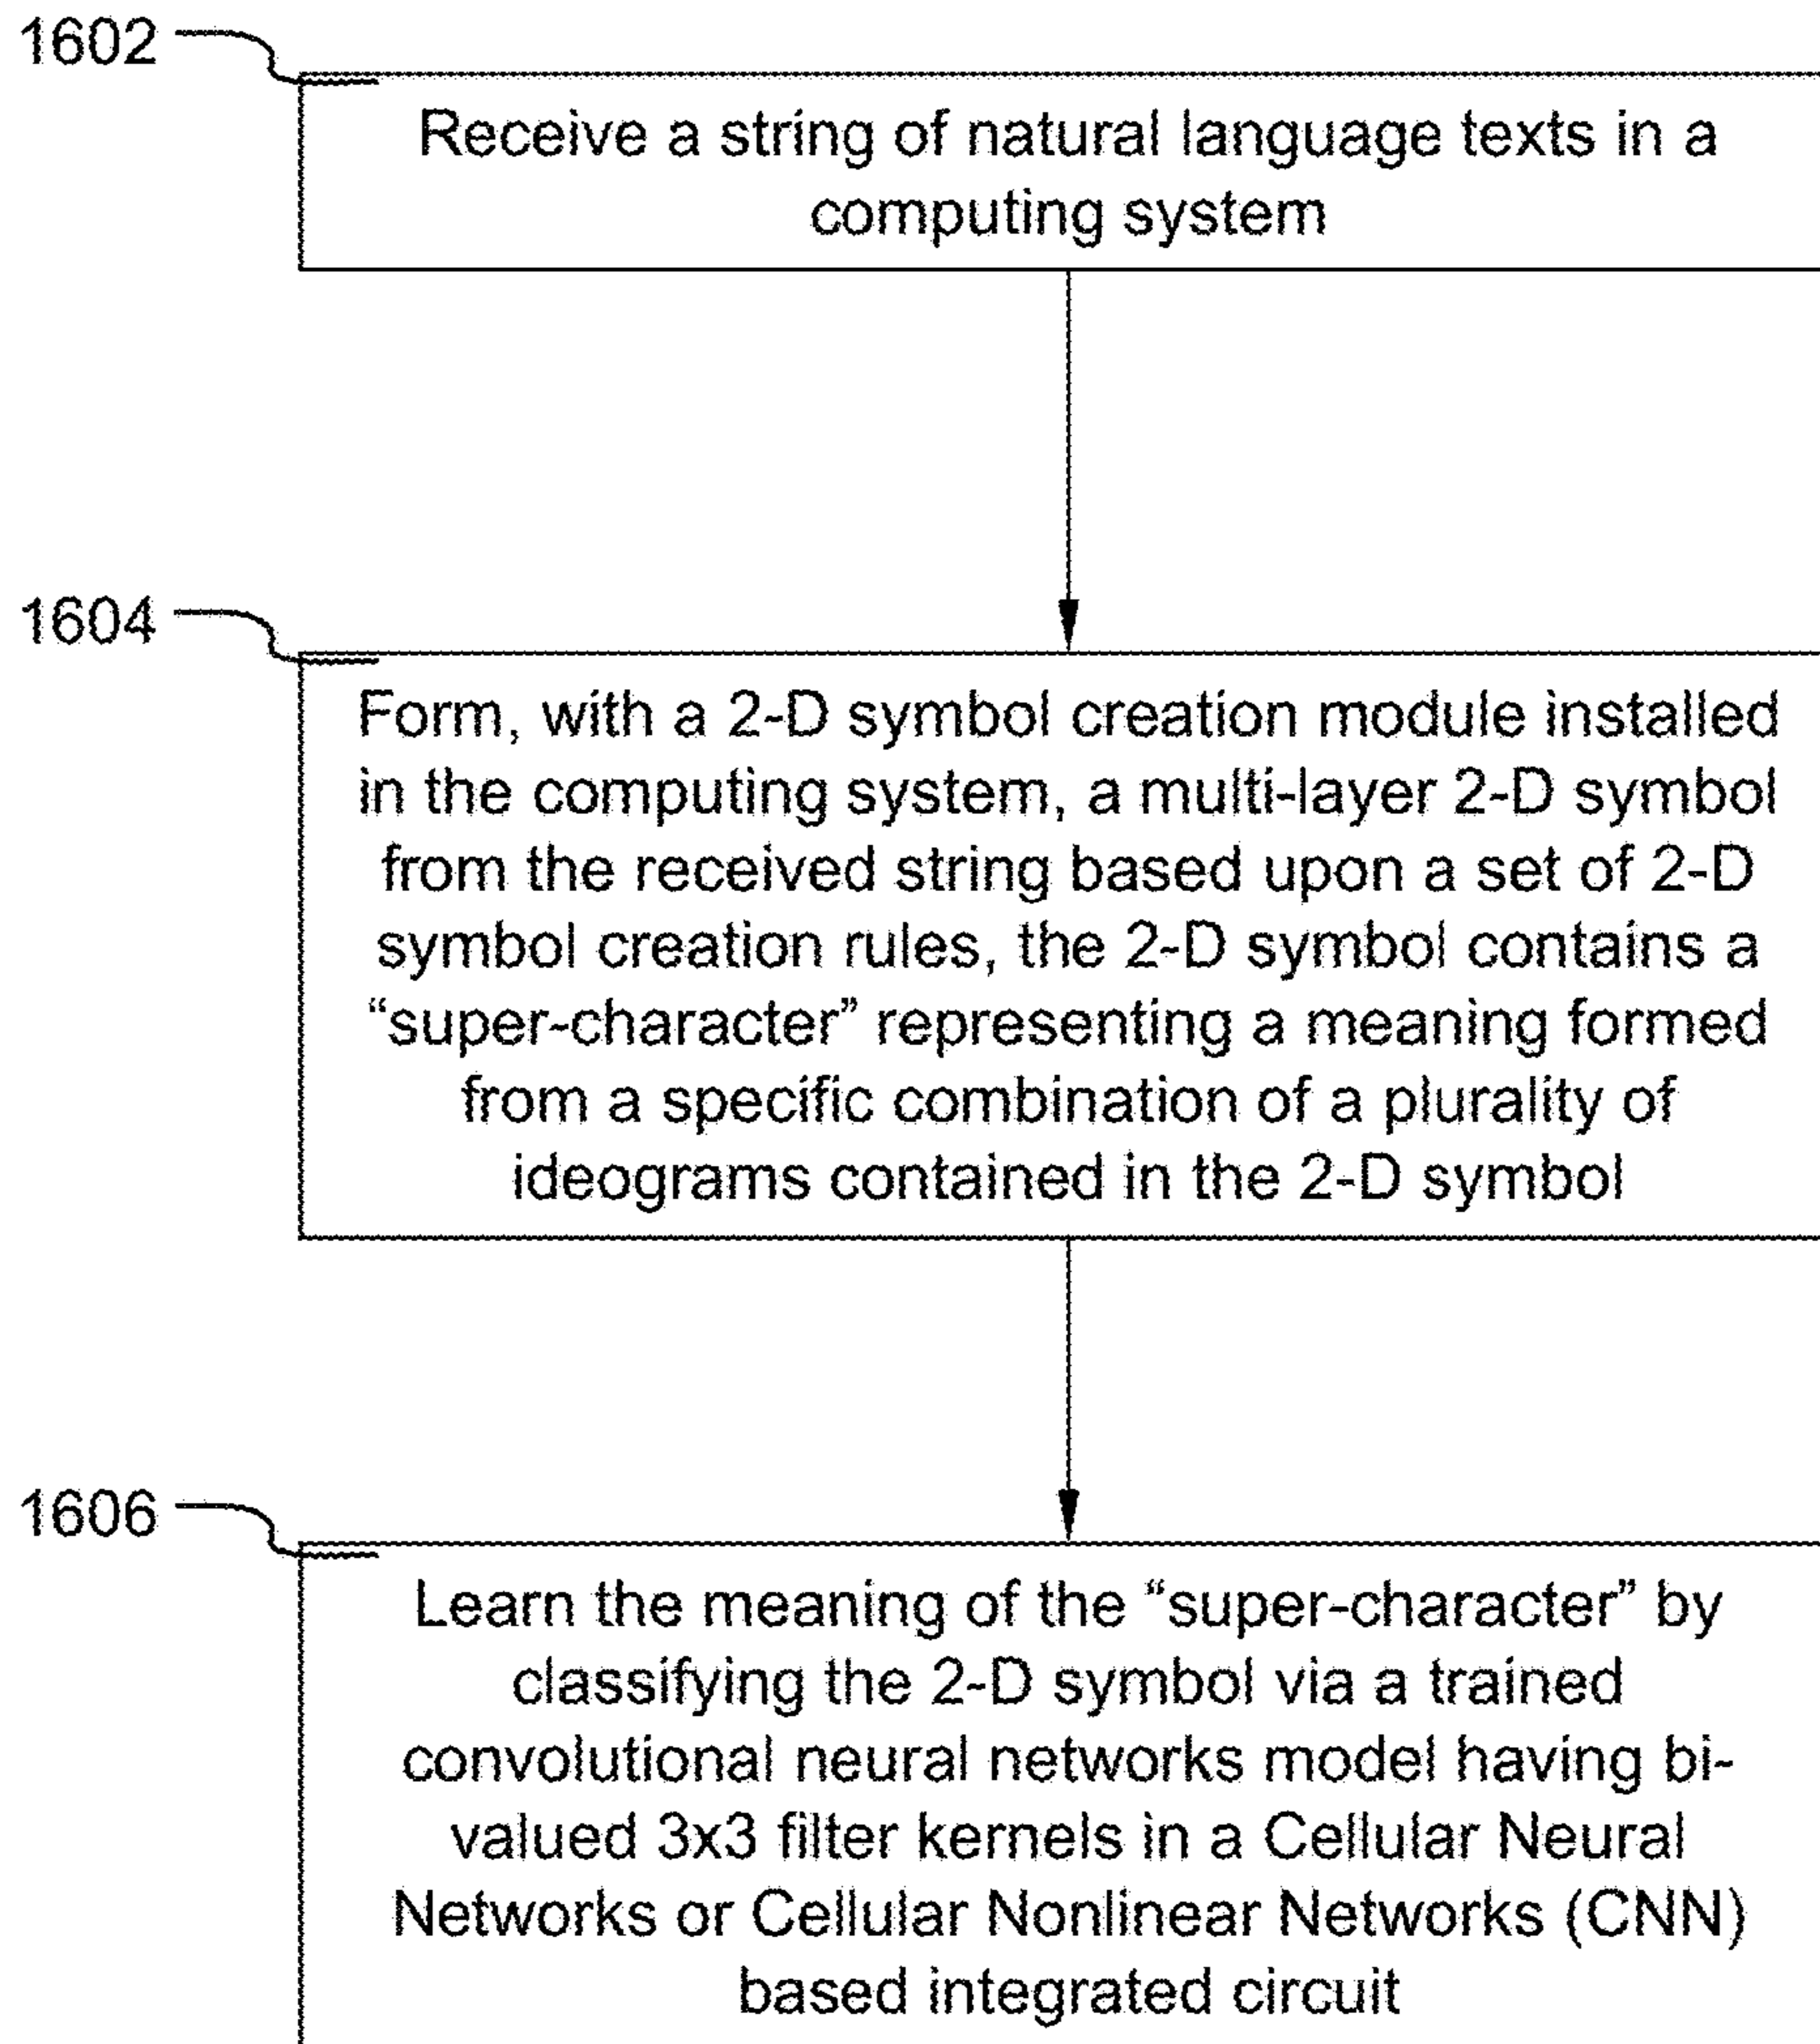 1602
Receive a string of natural language texts in a
computing system
1604
Form, with a 2-D symbol creation module installed
in the computing system, a multi-layer 2-D symbol
from the received string based upon a set of 2-D
symbol creation rules, the 2-D symbol contains a
“super-character” representing a meaning formed
from a specific combination of a plurality of
ideograms contained in the 2-D symbol
1606
Learn the meaning of the “super-character” by
classifying the 2-D symbol via a trained
convolutional neural networks model having bi-
valued 3x3 filter kernels in a Cellular Neural
Networks or Cellular Nonlinear Networks (CNN)
based integrated circuit